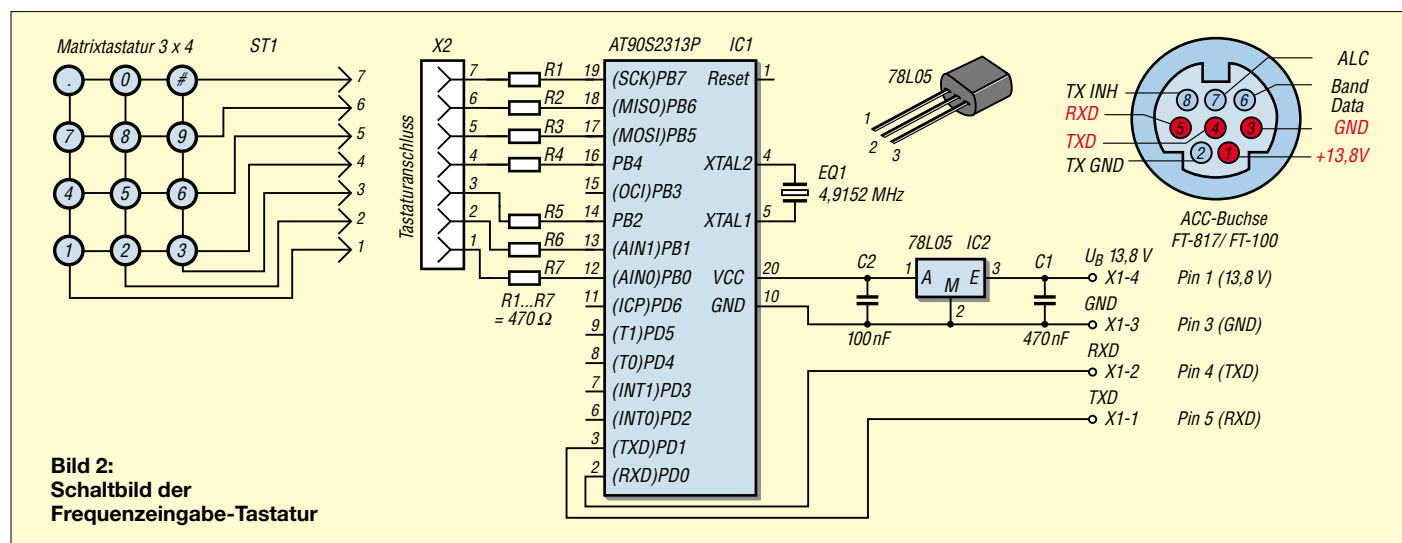 Matrixtastatur 3 x 4
ST1
. 0 #
7 8 9
4 5 6
1 2 3
7
6
5
4
3
2
1
X2
Tastaturanschluss
7
6
5
4
3
2
1
R1
R2
R3
R4
R5
R6
R7
R1...R7
= 470 Ω
AT90S2313P
IC1
19 (SCK)PB7
18 (MISO)PB6
17 (MOSI)PB5
16 PB4
15 (OCI)PB3
14 PB2
13 (AIN1)PB1
12 (AIN0)PB0
11 (ICP)PD6
9 (T1)PD5
8 (T0)PD4
7 (INT1)PD3
6 (INT0)PD2
3 (TXD)PD1
2 (RXD)PD0
Reset 1
XTAL2 4
XTAL1 5
VCC 20
GND 10
EQ1
4,9152 MHz
78L05
1
2
3
78L05 IC2
1 A M E 3
2
C2
100nF
C1
470nF
UB 13,8 V
X1-4 Pin 1 (13,8 V)
GND
X1-3 Pin 3 (GND)
RXD
X1-2 Pin 4 (TXD)
TXD
X1-1 Pin 5 (RXD)
TX INH
RXD
TXD
TX GND
8 7 6
5 4 3
2 1
ALC
Band
Data
GND
+13,8V
ACC-Buchse
FT-817/ FT-100
Bild 2:
Schaltbild der
Frequenzeingabe-Tastatur